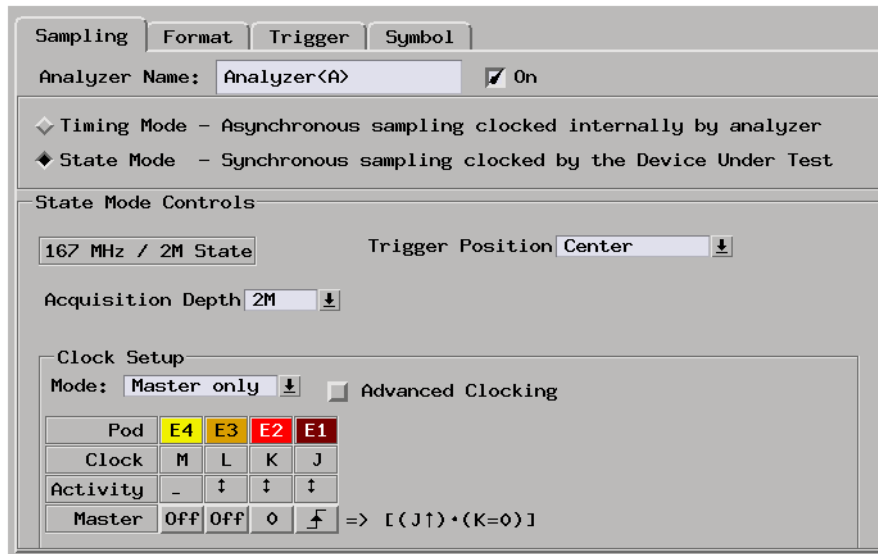 Sampling Format Trigger Symbol
Analyzer Name: Analyzer<A> On
Timing Mode - Asynchronous sampling clocked internally by analyzer
State Mode - Synchronous sampling clocked by the Device Under Test
State Mode Controls
167 MHz / 2M State Trigger Position Center
Acquisition Depth 2M
Clock Setup
Mode: Master only Advanced Clocking
Pod E4 E3 E2 E1
Clock M L K J
Activity - ↕ ↕ ↕
Master Off Off 0 => [(J↑)·(K=0)]